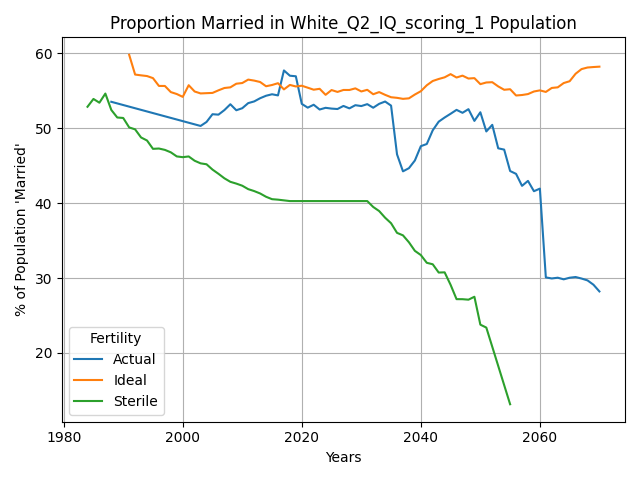 Proportion Married in White_Q2_IQ_scoring_1 Population
% of Population 'Married'
60
50
40
30
20
Fertility
Actual
Ideal
Sterile
1980 2000 2020 2040 2060
Years